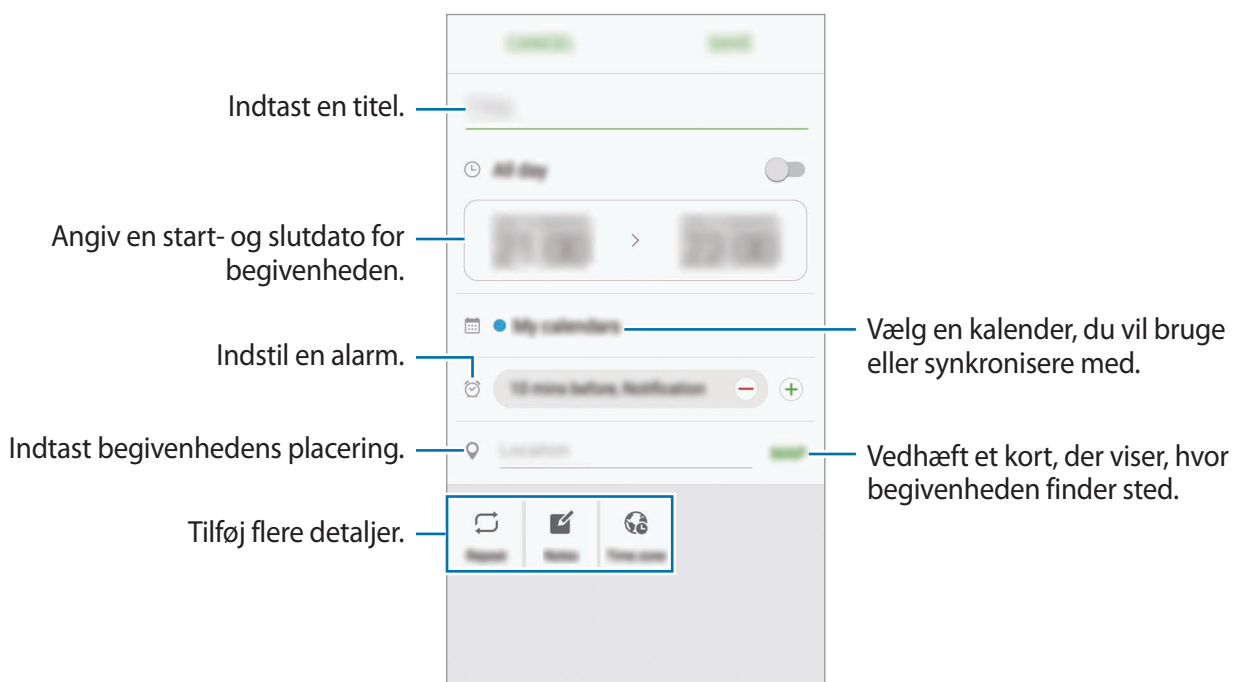 CANCEL
SAVE
Indtast en titel.
All day
Angiv en start- og slutdato for
begivenheden.
My calendars
Vælg en kalender, du vil bruge
eller synkronisere med.
Indstil en alarm.
10 mins before, Notification
Indtast begivenhedens placering.
Location
MAP
Vedhæft et kort, der viser, hvor
begivenheden finder sted.
Tilføj flere detaljer.
Repeat
Notes
Time zone